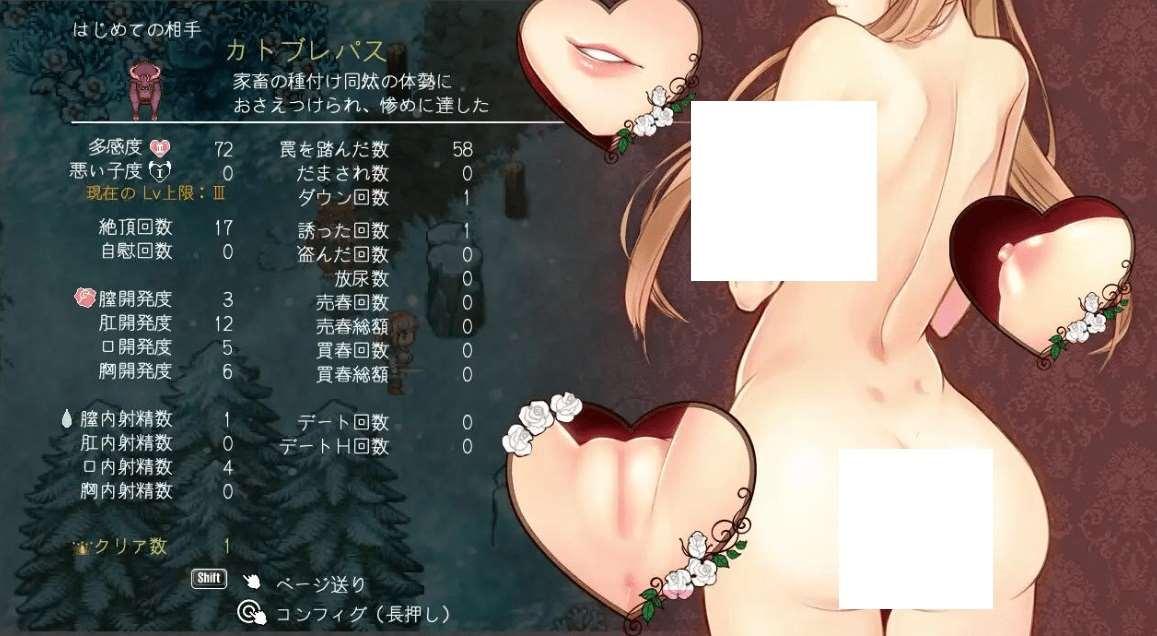 はじめての相手
カトブレパス
家畜の種付け同然の体勢に
おさえつけられ、惨めに達した
多感度 II 72
悪い子度 I 0
現在の Lv上限：Ⅲ
絶頂回数 17
自慰回数 0
膣開発度 3
肛開発度 12
口開発度 5
胸開発度 6
膣内射精数 1
肛内射精数 0
口内射精数 4
胸内射精数 0
クリア数 1
罠を踏んだ数 58
だまされ数 0
ダウン回数 1
誘った回数 1
盗んだ回数 0
放尿数 0
売春回数 0
売春総額 0
買春回数 0
買春総額 0
デート回数 0
デートH回数 0
Shift ページ送り
コンフィグ（長押し）